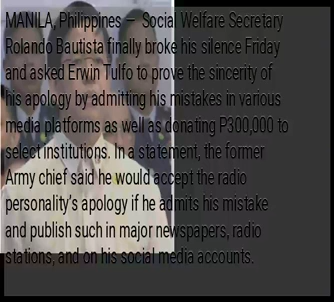 MANILA, Philippines — Social Welfare Secretary
Rolando Bautista finally broke his silence Friday
and asked Erwin Tulfo to prove the sincerity of
his apology by admitting his mistakes in various
media platforms as well as donating P300,000 to
select institutions. In a statement, the former
Army chief said he would accept the radio
personality's apology if he admits his mistake
and publish such in major newspapers, radio
stations, and on his social media accounts.